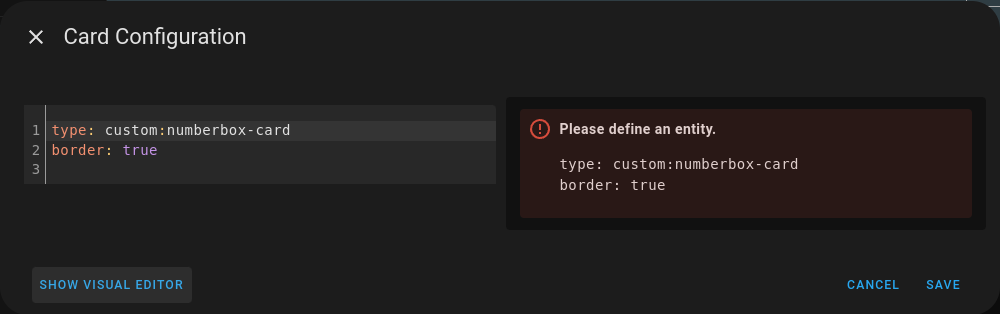 Card Configuration
1 type: custom:numberbox-card
2 border: true
3
Please define an entity.
type: custom:numberbox-card
border: true
SHOW VISUAL EDITOR
CANCEL
SAVE